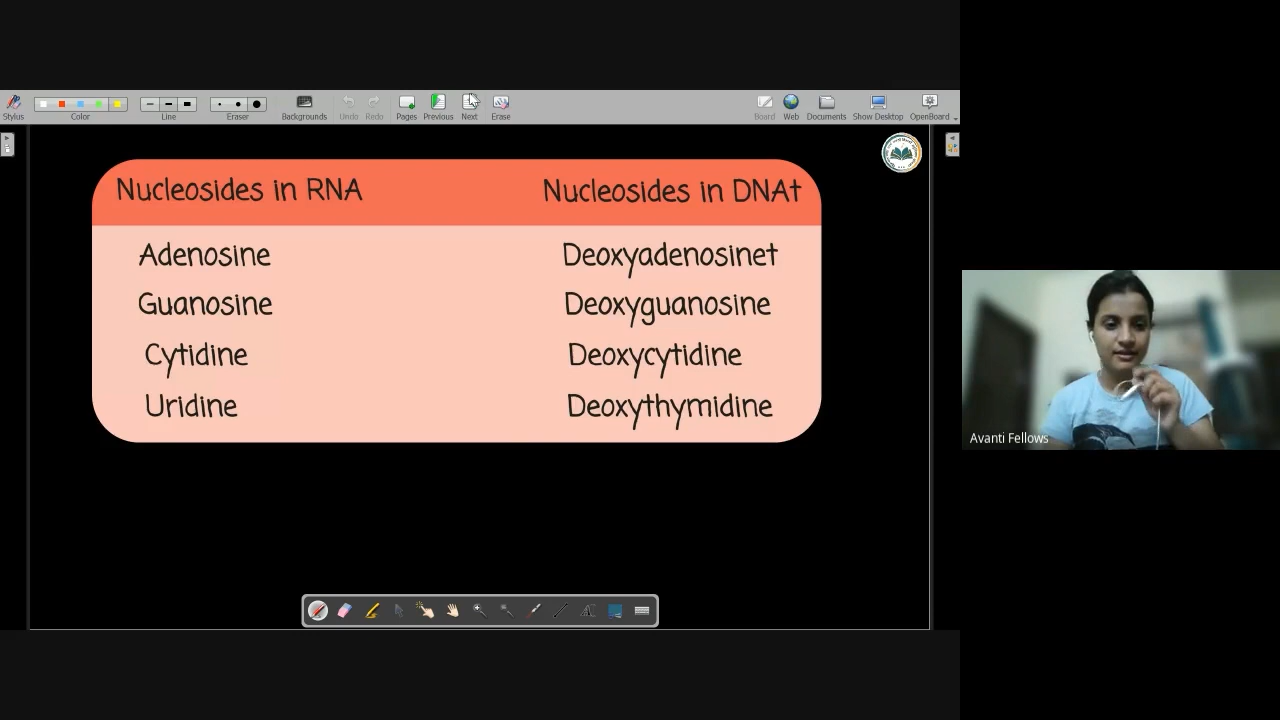 Stylus Color Line Eraser Backgrounds Undo Redo Pages Previous Next Erase Board Web Documents Show Desktop OpenBoard
Nucleosides in RNA Nucleosides in DNAt
Adenosine Deoxyadenosinet
Guanosine Deoxyguanosine
Cytidine Deoxycytidine
Uridine Deoxythymidine
Avanti Fellows